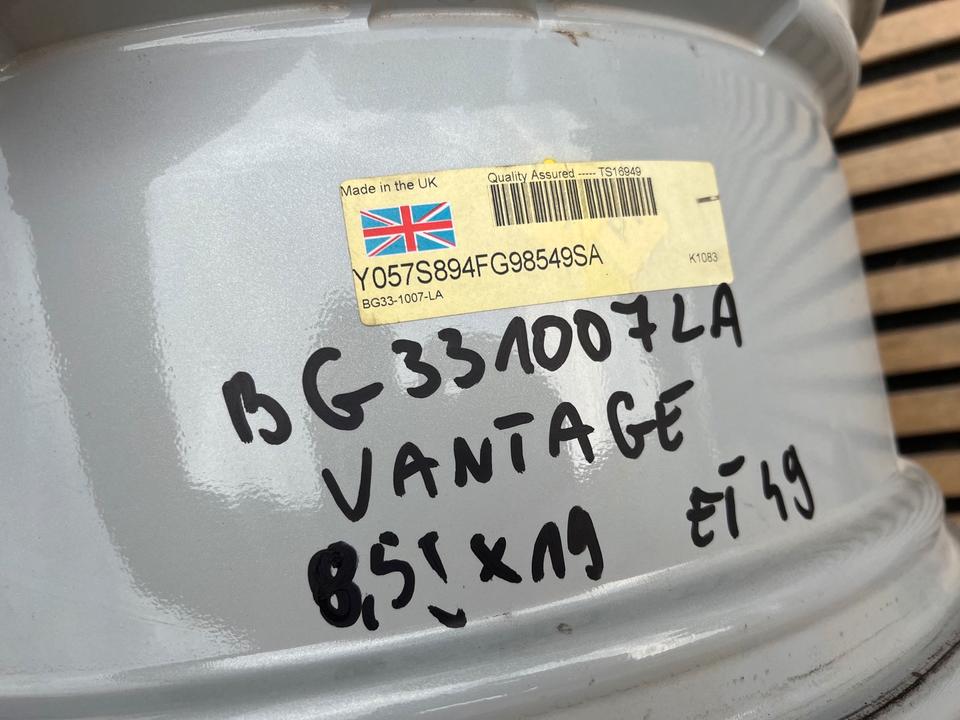 Made in the UK
Quality Assured ----- TS16949
Y057S894FG98549SA
BG33-1007-LA
K1083
BG331007LA
VANTAGE
8,5 x 19 ET 49